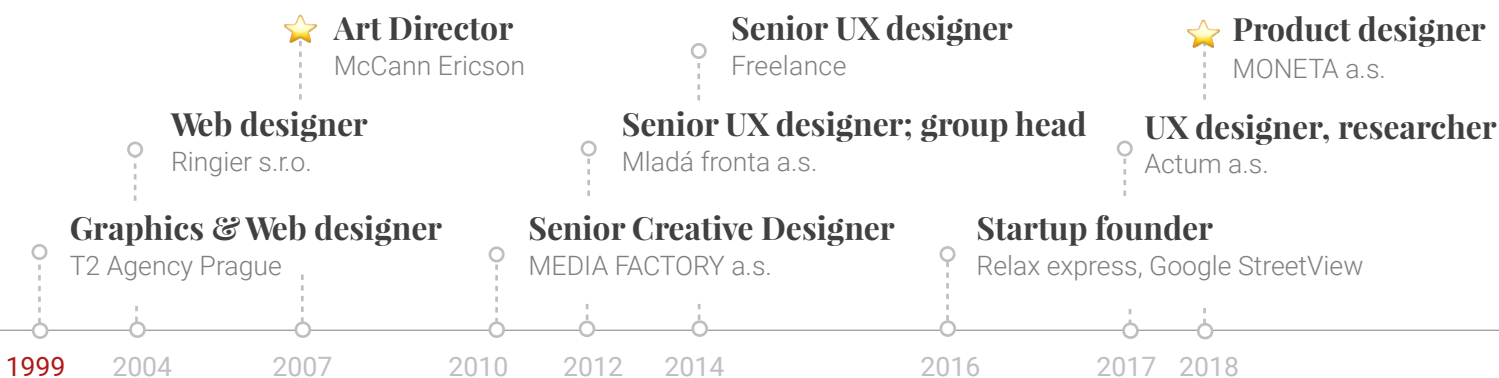 Art Director
McCann Ericson
Senior UX designer
Freelance
Product designer
MONETA a.s.
Web designer
Ringier s.r.o.
Senior UX designer; group head
Mladá fronta a.s.
UX designer, researcher
Actum a.s.
Graphics & Web designer
T2 Agency Prague
Senior Creative Designer
MEDIA FACTORY a.s.
Startup founder
Relax express, Google StreetView
1999 2004 2007 2010 2012 2014 2016 2017 2018